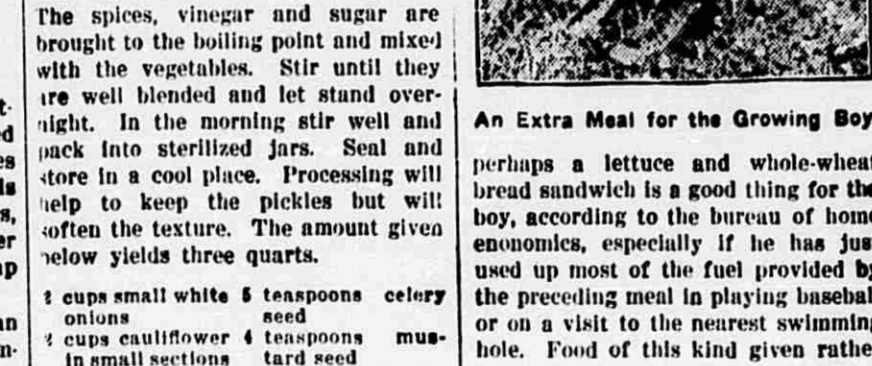 The spices, vinegar and sugar are
brought to the boiling point and mixed
with the vegetables. Stir until they
are well blended and let stand over-
night. In the morning stir well and
pack into sterilized jars. Seal and
store in a cool place. Processing will
help to keep the pickles but will
soften the texture. The amount given
below yields three quarts.
cups small white
onions
cups cauliflower
in small sections
5 teaspoons celery
seed
4 teaspoons mus-
tard seed
An Extra Meal for the Growing Boy
perhaps a lettuce and whole-wheat
bread sandwich is a good thing for the
boy, according to the bureau of home
enonomics, especially if he has jus
used up most of the fuel provided by
the preceding meal in playing basebal
or on a visit to the nearest swimming
hole. Food of this kind given rathe